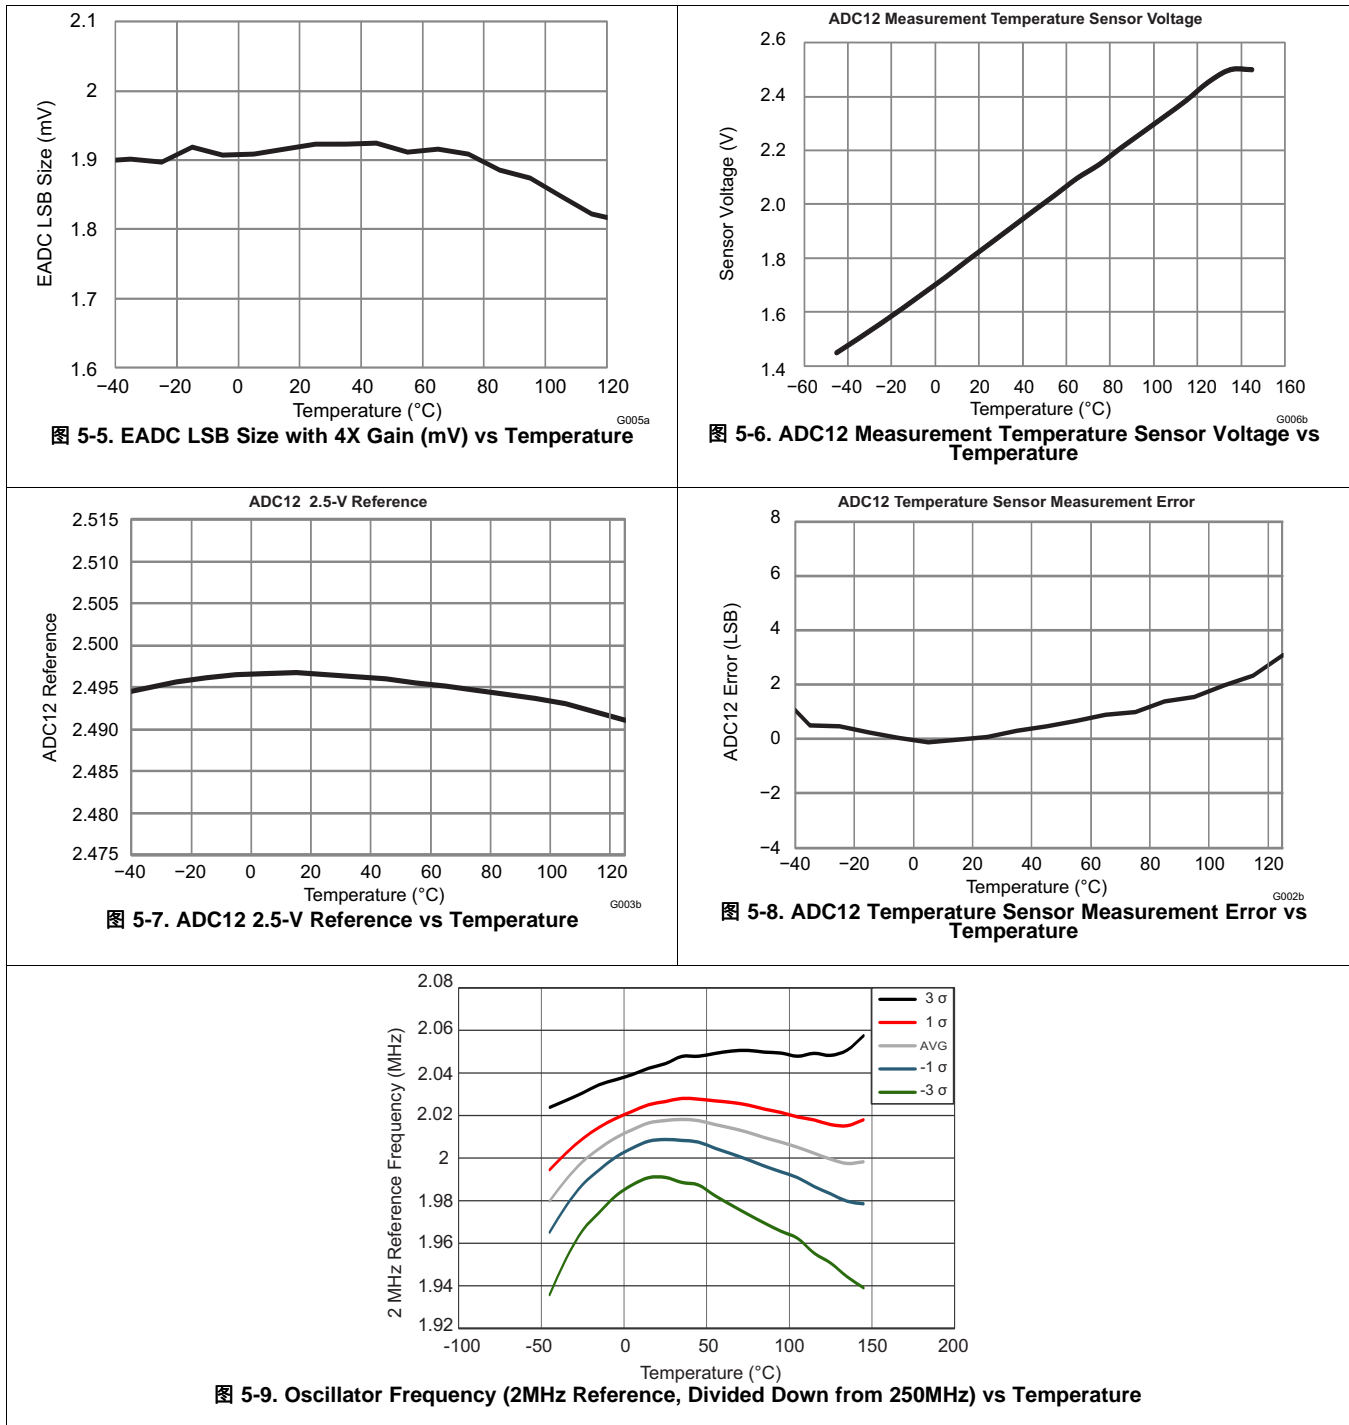 2.1
2
1.9
1.8
1.7
1.6
EADC LSB Size (mV)
−40 −20 0 20 40 60 80 100 120
Temperature (°C)
G005a
图 5-5. EADC LSB Size with 4X Gain (mV) vs Temperature
ADC12 Measurement Temperature Sensor Voltage
2.6
2.4
2.2
2.0
1.8
1.6
1.4
Sensor Voltage (V)
−60 −40 −20 0 20 40 60 80 100 120 140 160
Temperature (°C)
G006b
图 5-6. ADC12 Measurement Temperature Sensor Voltage vs
Temperature
ADC12 2.5-V Reference
2.515
2.510
2.505
2.500
2.495
2.490
2.485
2.480
2.475
ADC12 Reference
−40 −20 0 20 40 60 80 100 120
Temperature (°C)
G003b
图 5-7. ADC12 2.5-V Reference vs Temperature
ADC12 Temperature Sensor Measurement Error
8
6
4
2
0
−2
−4
ADC12 Error (LSB)
−40 −20 0 20 40 60 80 100 120
Temperature (°C)
G002b
图 5-8. ADC12 Temperature Sensor Measurement Error vs
Temperature
2.08
2.06
2.04
2.02
2
1.98
1.96
1.94
1.92
2 MHz Reference Frequency (MHz)
3 σ
1 σ
AVG
-1 σ
-3 σ
-100 -50 0 50 100 150 200
Temperature (°C)
图 5-9. Oscillator Frequency (2MHz Reference, Divided Down from 250MHz) vs Temperature